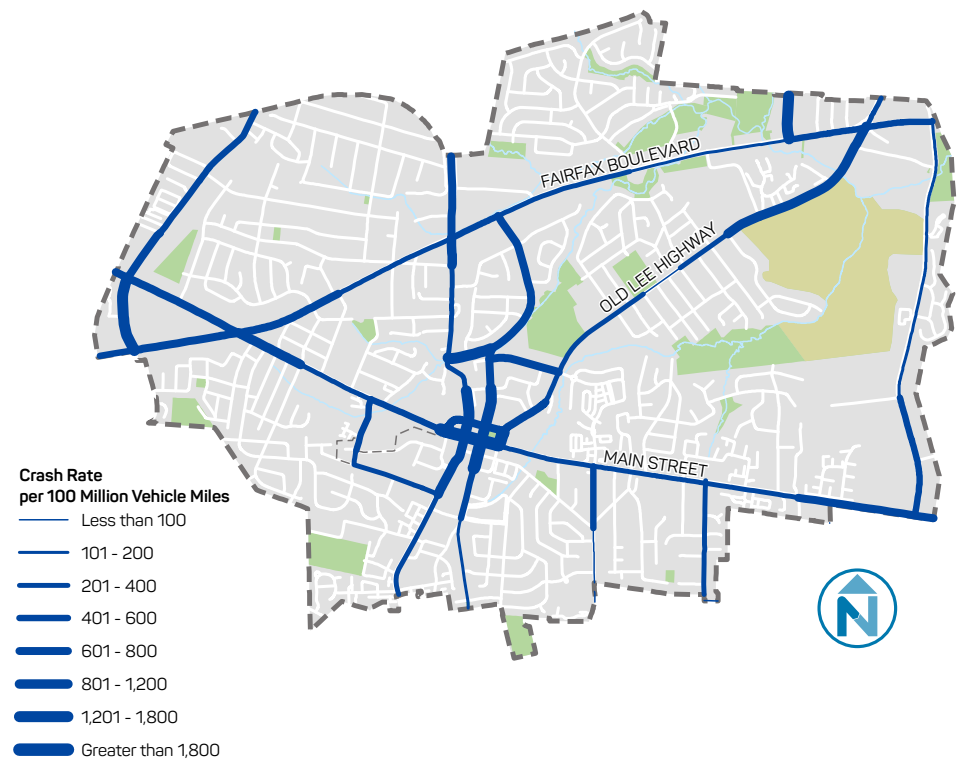 FAIRFAX BOULEVARD
OLD LEE HIGHWAY
MAIN STREET
Crash Rate
per 100 Million Vehicle Miles
Less than 100
101 - 200
201 - 400
401 - 600
601 - 800
801 - 1,200
1,201 - 1,800
Greater than 1,800
N